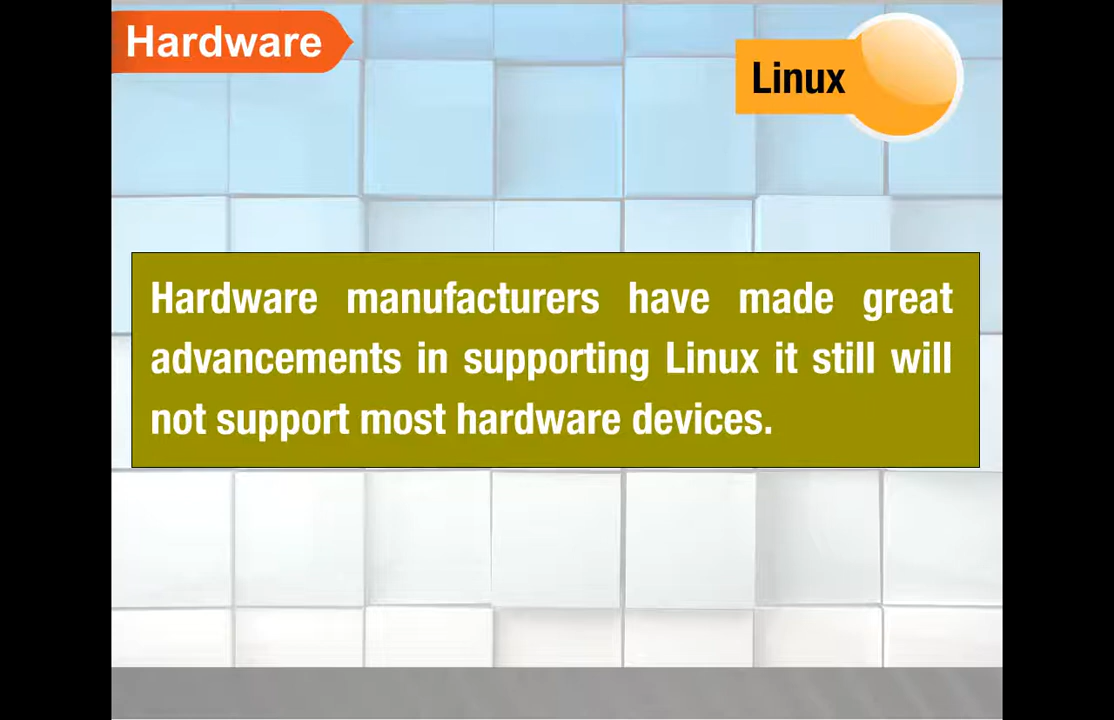 Hardware
Linux
Hardware manufacturers have made great
advancements in supporting Linux it still will
not support most hardware devices.